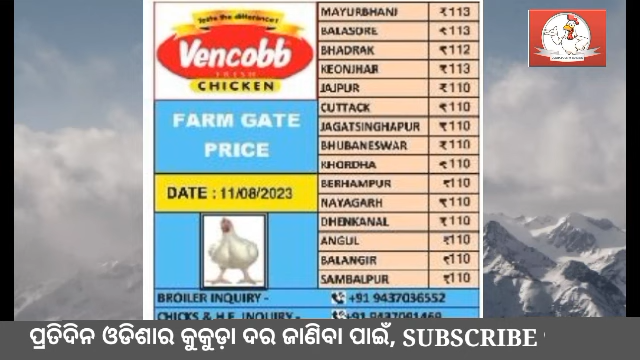 Taste the difference!
Vencobb
FRESH
CHICKEN
FARM GATE
PRICE
DATE : 11/08/2023
MAYURBHANJ ₹113
BALASORE ₹113
BHADRAK ₹112
KEONJHAR ₹113
JAJPUR ₹110
CUTTACK ₹110
JAGATSINGHAPUR ₹110
BHUBANESWAR ₹110
KHORDHA ₹110
BERHAMPUR ₹110
NAYAGARH ₹110
DHENKANAL ₹110
ANGUL ₹110
BALANGIR ₹110
SAMBALPUR ₹110
BROILER INQUIRY - +91 9437036552
CHICKS & H.E. INQUIRY - +91 9437091469
ପ୍ରତିଦିନ ଓଡିଶାର କୁକୁଡ଼ା ଦର ଜାଣିବା ପାଇଁ, SUBSCRIBE